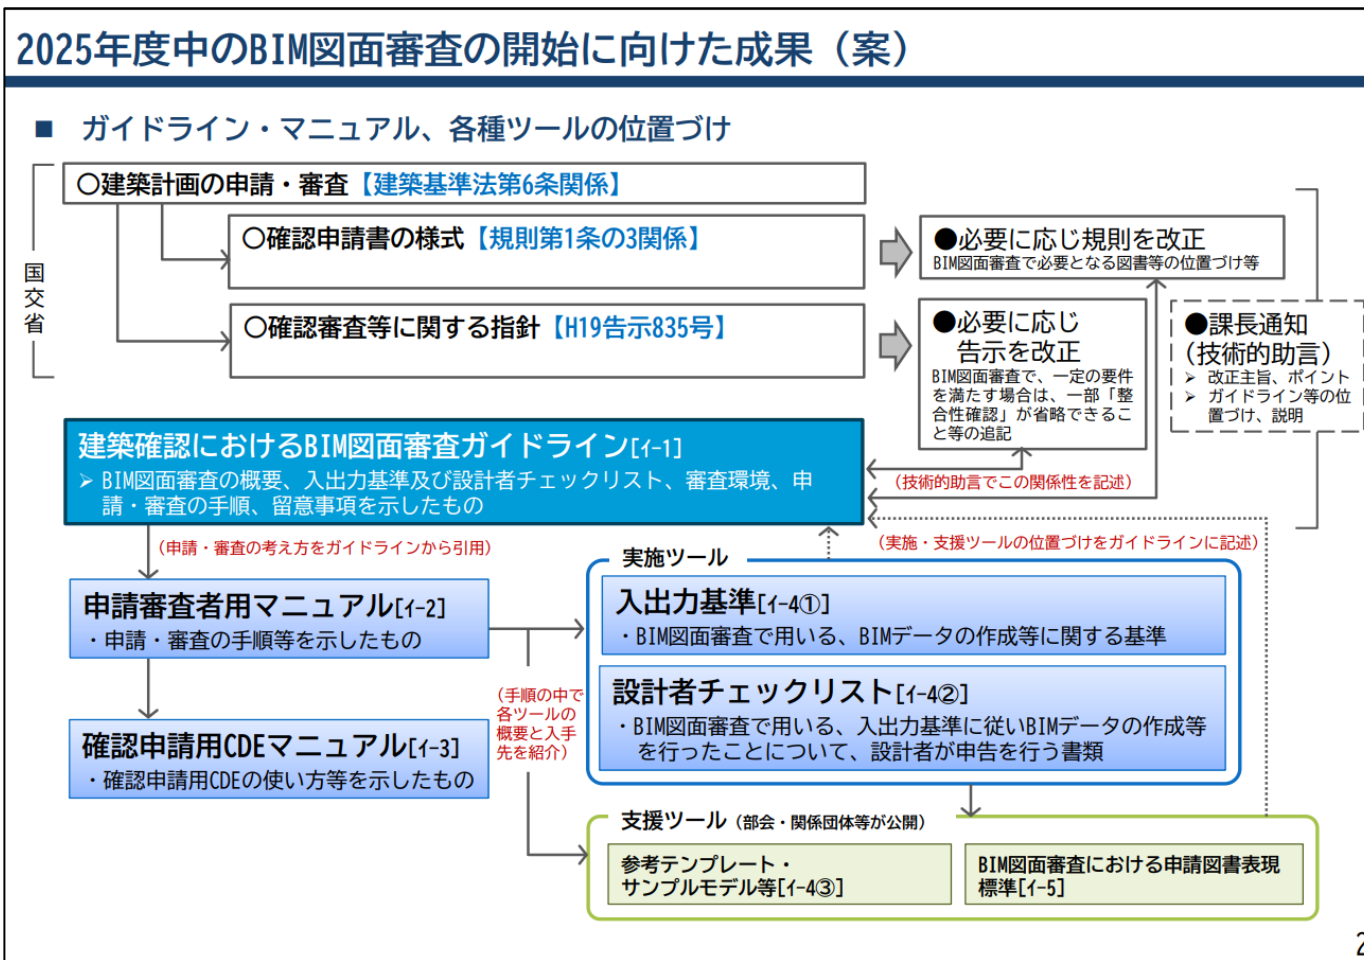 2025年度中のBIM図面審査の開始に向けた成果（案）
■ ガイドライン・マニュアル、各種ツールの位置づけ
国交省
〇建築計画の申請・審査【建築基準法第6条関係】
〇確認申請書の様式【規則第1条の3関係】
●必要に応じ規則を改正
BIM図面審査で必要となる図書等の位置づけ等
〇確認審査等に関する指針【H19告示835号】
●必要に応じ
告示を改正
BIM図面審査で、一定の要件
を満たす場合は、一部「整
合性確認」が省略できるこ
と等の追記
●課長通知
（技術的助言）
➢ 改正主旨、ポイント
➢ ガイドライン等の位
置づけ、説明
建築確認におけるBIM図面審査ガイドライン[ｲ-1]
➢ BIM図面審査の概要、入出力基準及び設計者チェックリスト、審査環境、申
請・審査の手順、留意事項を示したもの
（技術的助言でこの関係性を記述）
（申請・審査の考え方をガイドラインから引用）
（実施・支援ツールの位置づけをガイドラインに記述）
申請審査者用マニュアル[ｲ-2]
・申請・審査の手順等を示したもの
確認申請用CDEマニュアル[ｲ-3]
・確認申請用CDEの使い方等を示したもの
（手順の中で
各ツールの
概要と入手
先を紹介）
実施ツール
入出力基準[ｲ-4①]
・BIM図面審査で用いる、BIMデータの作成等に関する基準
設計者チェックリスト[ｲ-4②]
・BIM図面審査で用いる、入出力基準に従いBIMデータの作成等
を行ったことについて、設計者が申告を行う書類
支援ツール（部会・関係団体等が公開）
参考テンプレート・
サンプルモデル等[ｲ-4③]
BIM図面審査における申請図書表現
標準[ｲ-5]
2